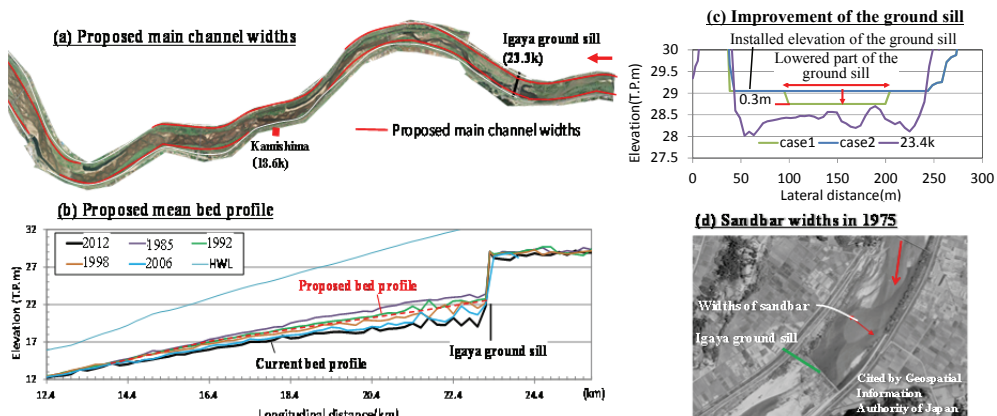 (a) Proposed main channel widths
Igaya ground sill
(23.3k)
Kamishima
(18.6k)
Proposed main channel widths
(b) Proposed mean bed profile
Elevation (T.P.m)
32
27
22
17
12
2012
1985
1992
1998
2006
HWL
Proposed bed profile
Current bed profile
Igaya ground sill
12.4
14.4
16.4
18.4
20.4
22.4
24.4
(km)
Longitudinal distance(km)
(c) Improvement of the ground sill
Elevation(T.P.m)
30
29.5
29
28.5
28
27.5
Installed elevation of the ground sill
Lowered part of the
ground sill
0.3m
case1
case2
23.4k
0
50
100
150
200
250
300
Lateral distance(m)
(d) Sandbar widths in 1975
Widths of sandbar
Igaya ground sill
Cited by Geospatial
Information
Authority of Japan